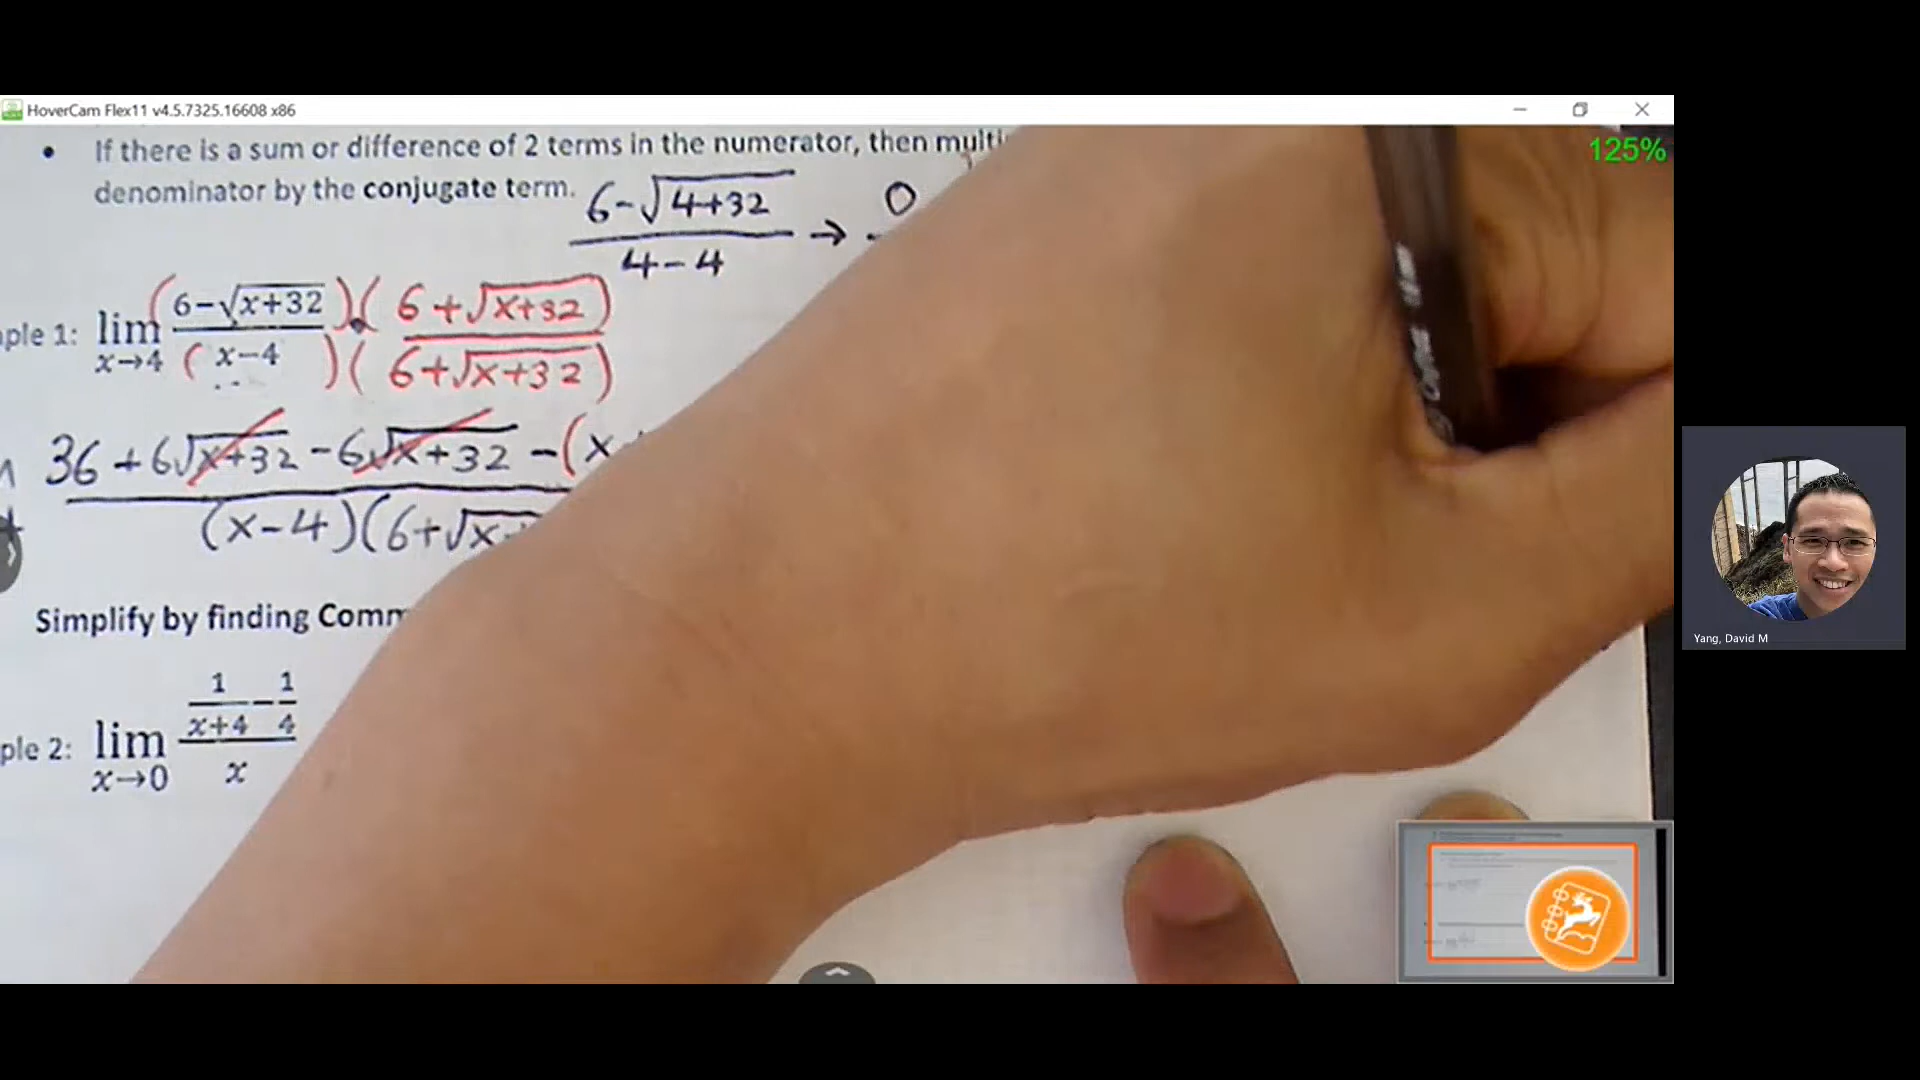 HoverCam Flex11 v4.5.7325.16608 x86
125%
• If there is a sum or difference of 2 terms in the numerator, then
denominator by the conjugate term.
6-√4+32 / 4-4 → 0
ple 1: lim x→4 (6-√x+32)/(x-4) · (6+√x+32)/(6+√x+32)
36+6√x+32-6√x+32-(x
(x-4)(6+√x
Simplify by finding
ple 2: lim x→0 (1/(x+4) - 1/4)/x
Yang, David M